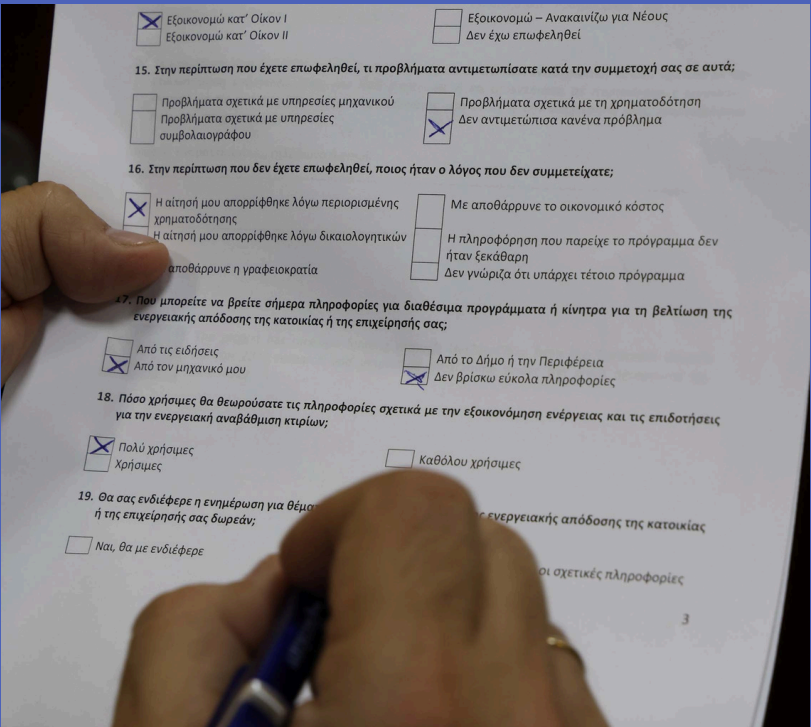 Εξοικονομώ κατ’ Οίκον Ι
Εξοικονομώ κατ’ Οίκον ΙΙ
Εξοικονομώ – Ανακαινίζω για Νέους
Δεν έχω επωφεληθεί
15. Στην περίπτωση που έχετε επωφεληθεί, τι προβλήματα αντιμετωπίσατε κατά την συμμετοχή σας σε αυτά;
Προβλήματα σχετικά με υπηρεσίες μηχανικού
Προβλήματα σχετικά με υπηρεσίες
συμβολαιογράφου
Προβλήματα σχετικά με τη χρηματοδότηση
Δεν αντιμετώπισα κανένα πρόβλημα
16. Στην περίπτωση που δεν έχετε επωφεληθεί, ποιος ήταν ο λόγος που δεν συμμετείχατε;
Η αίτησή μου απορρίφθηκε λόγω περιορισμένης
χρηματοδότησης
Η αίτησή μου απορρίφθηκε λόγω δικαιολογητικών
αποθάρρυνε η γραφειοκρατία
Με αποθάρρυνε το οικονομικό κόστος
Η πληροφόρηση που παρείχε το πρόγραμμα δεν
ήταν ξεκάθαρη
Δεν γνώριζα ότι υπάρχει τέτοιο πρόγραμμα
17. Που μπορείτε να βρείτε σήμερα πληροφορίες για διαθέσιμα προγράμματα ή κίνητρα για τη βελτίωση της
ενεργειακής απόδοσης της κατοικίας ή της επιχείρησής σας;
Από τις ειδήσεις
Από τον μηχανικό μου
Από το Δήμο ή την Περιφέρεια
Δεν βρίσκω εύκολα πληροφορίες
18. Πόσο χρήσιμες θα θεωρούσατε τις πληροφορίες σχετικά με την εξοικονόμηση ενέργειας και τις επιδοτήσεις
για την ενεργειακή αναβάθμιση κτιρίων;
Πολύ χρήσιμες
Χρήσιμες
Καθόλου χρήσιμες
19. Θα σας ενδιέφερε η ενημέρωση για ενεργειακής απόδοσης της κατοικίας
ή της επιχείρησής σας δωρεάν;
Ναι, θα με ενδιέφερε
οι σχετικές πληροφορίες
3